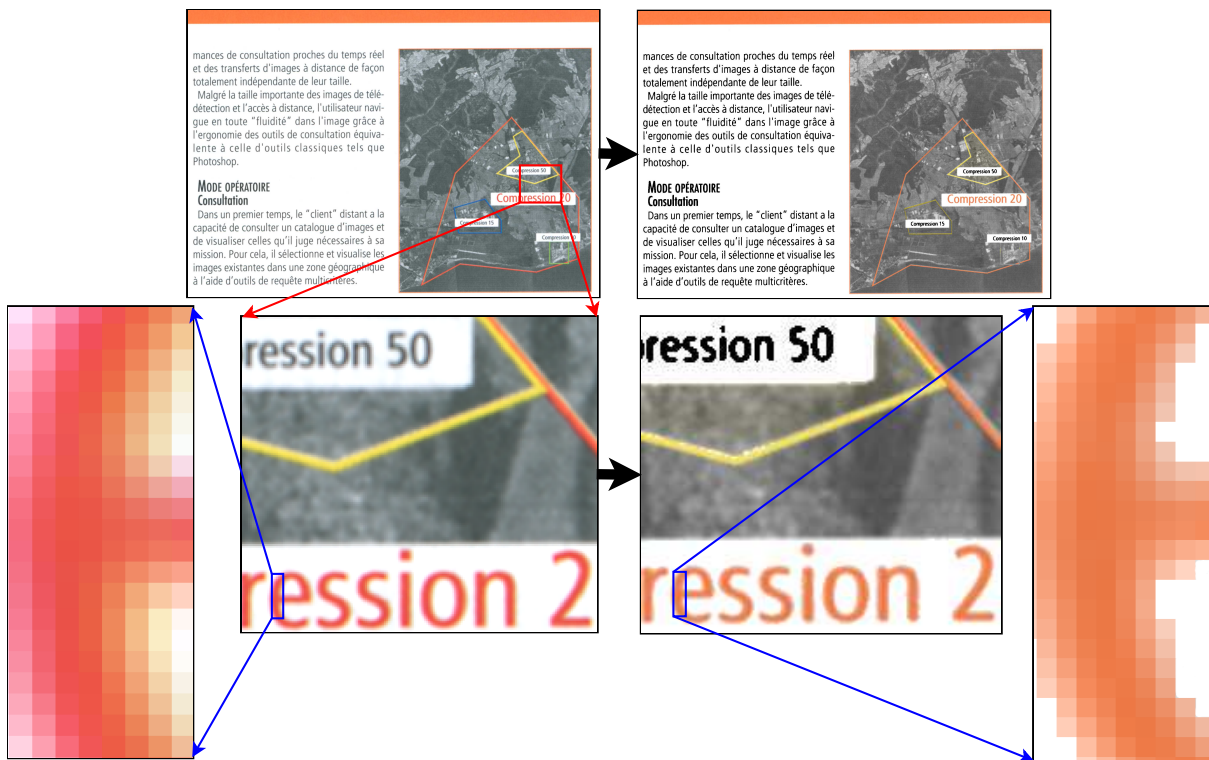 mances de consultation proches du temps réel
et des transferts d'images à distance de façon
totalement indépendante de leur taille.
Malgré la taille importante des images de télé-
détection et l'accès à distance, l'utilisateur navi-
gue en toute "fluidité" dans l'image grâce à
l'ergonomie des outils de consultation équiva-
lente à celle d'outils classiques tels que
Photoshop.
MODE OPÉRATOIRE
Consultation
Dans un premier temps, le "client" distant a la
capacité de consulter un catalogue d'images et
de visualiser celles qu'il juge nécessaires à sa
mission. Pour cela, il sélectionne et visualise les
images existantes dans une zone géographique
à l'aide d'outils de requête multicritères.
Compression 50
Compression 20
Compression 15
Compression 10
mances de consultation proches du temps réel
et des transferts d'images à distance de façon
totalement indépendante de leur taille.
Malgré la taille importante des images de télé-
détection et l'accès à distance, l'utilisateur navi-
gue en toute "fluidité" dans l'image grâce à
l'ergonomie des outils de consultation équiva-
lente à celle d'outils classiques tels que
Photoshop.
MODE OPÉRATOIRE
Consultation
Dans un premier temps, le "client" distant a la
capacité de consulter un catalogue d'images et
de visualiser celles qu'il juge nécessaires à sa
mission. Pour cela, il sélectionne et visualise les
images existantes dans une zone géographique
à l'aide d'outils de requête multicritères.
Compression 50
Compression 20
Compression 15
Compression 10
ression 50
ression 2
pression 50
ression 2